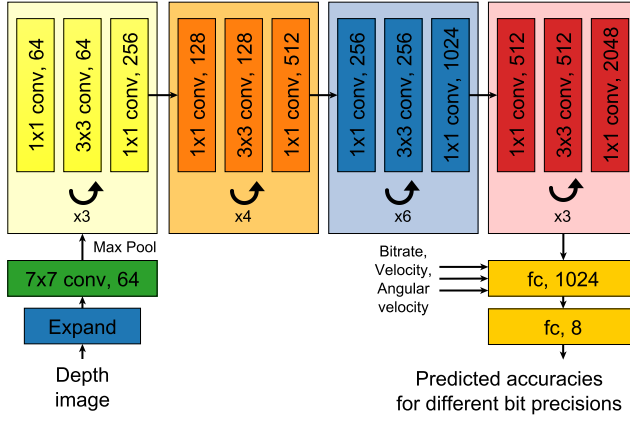 1x1 conv, 64
3x3 conv, 64
1x1 conv, 256
x3
1x1 conv, 128
3x3 conv, 128
1x1 conv, 512
x4
1x1 conv, 256
3x3 conv, 256
1x1 conv, 1024
x6
1x1 conv, 512
3x3 conv, 512
1x1 conv, 2048
x3
Max Pool
7x7 conv, 64
Expand
Depth
image
Bitrate,
Velocity,
Angular
velocity
fc, 1024
fc, 8
Predicted accuracies
for different bit precisions